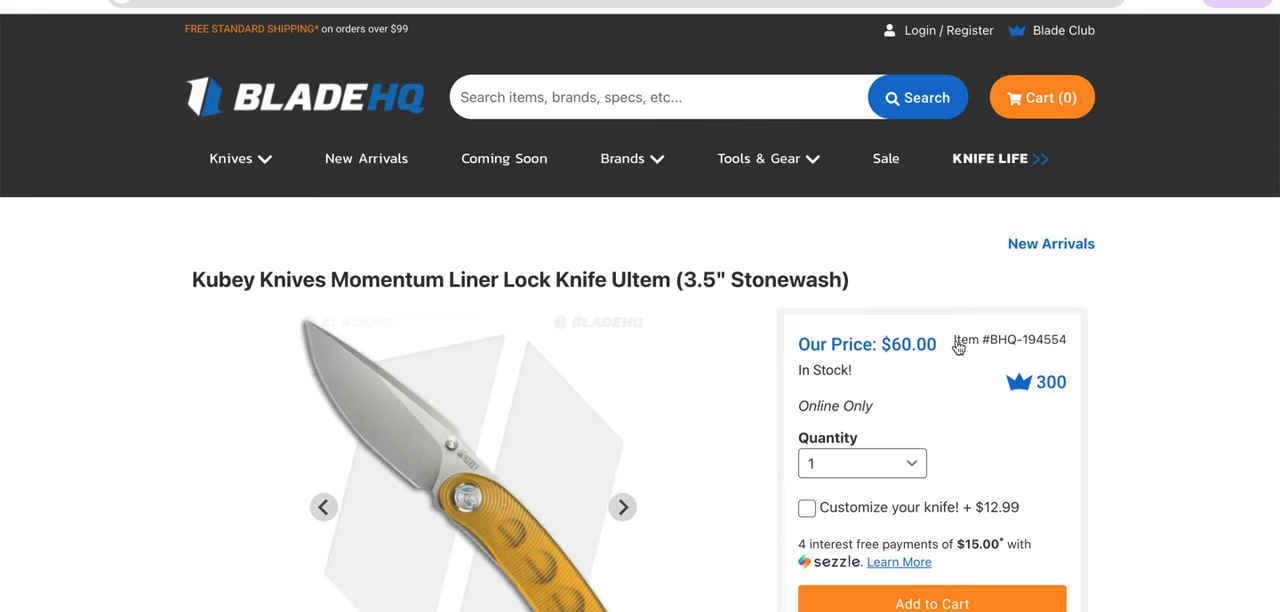 FREE STANDARD SHIPPING* on orders over $99
Login / Register
Blade Club
BLADEHQ
Search items, brands, specs, etc...
Search
Cart (0)
Knives
New Arrivals
Coming Soon
Brands
Tools & Gear
Sale
KNIFE LIFE >>
New Arrivals
Kubey Knives Momentum Liner Lock Knife Ultem (3.5" Stonewash)
BLADEHQ
BLADEHQ
Our Price: $60.00
Item #BHQ-194554
In Stock!
300
Online Only
Quantity
1
Customize your knife! + $12.99
4 interest free payments of $15.00* with
sezzle. Learn More
Add to Cart